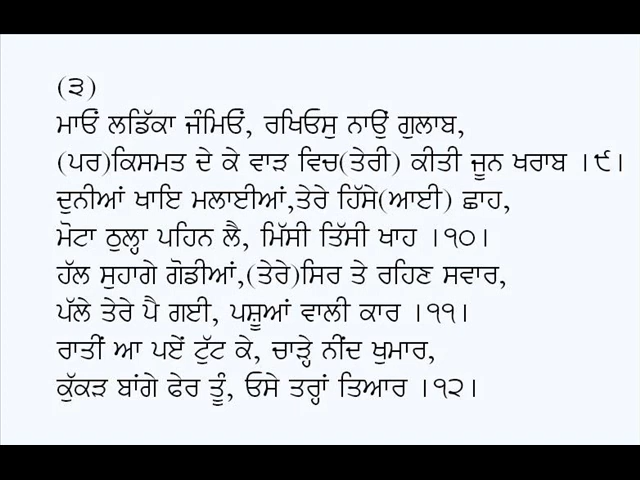 (੩)
ਮਾਓਂ ਲਡਿੱਕਾ ਜੰਮਿਓਂ, ਰਖਿਓਸੁ ਨਾਉਂ ਗੁਲਾਬ,
(ਪਰ)ਕਿਸਮਤ ਦੇ ਕੇ ਵਾੜ ਵਿਚ(ਤੇਰੀ) ਕੀਤੀ ਜੂਨ ਖਰਾਬ ।੯।
ਦੁਨੀਆਂ ਖਾਇ ਮਲਾਈਆਂ,ਤੇਰੇ ਹਿੱਸੇ(ਆਈ) ਛਾਹ,
ਮੋਟਾ ਠੁਲ੍ਹਾ ਪਹਿਨ ਲੈ, ਮਿੱਸੀ ਤਿੱਸੀ ਖਾਹ ।੧੦।
ਹੱਲ ਸੁਹਾਗੇ ਗੋਡੀਆਂ,(ਤੇਰੇ)ਸਿਰ ਤੇ ਰਹਿਣ ਸਵਾਰ,
ਪੱਲੇ ਤੇਰੇ ਪੈ ਗਈ, ਪਸ਼ੂਆਂ ਵਾਲੀ ਕਾਰ ।੧੧।
ਰਾਤੀਂ ਆ ਪਏਂ ਟੁੱਟ ਕੇ, ਚਾੜ੍ਹੇ ਨੀਂਦ ਖੁਮਾਰ,
ਕੁੱਕੜ ਬਾਂਗੇ ਫੇਰ ਤੂੰ, ਓਸੇ ਤਰ੍ਹਾਂ ਤਿਆਰ ।੧੨।